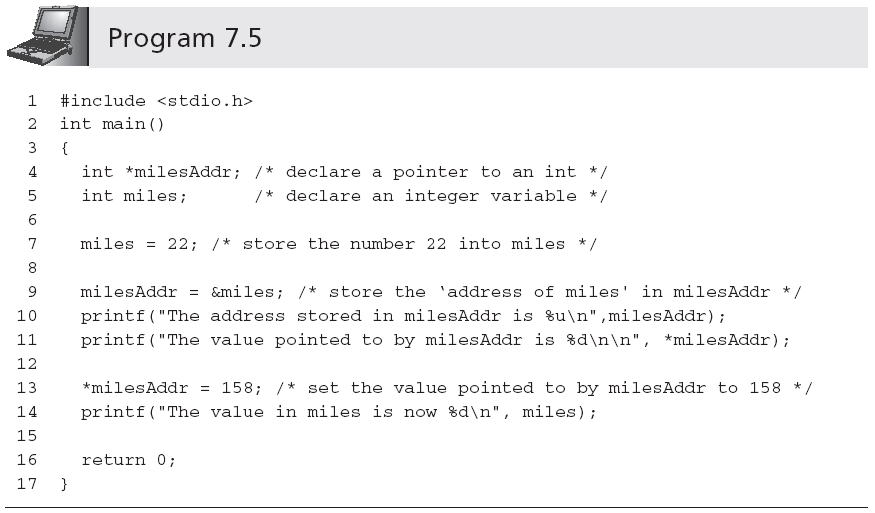 Program 7.5
1 #include <stdio.h>
2 int main()
3 {
4   int *milesAddr; /* declare a pointer to an int */
5   int miles;      /* declare an integer variable */
6
7   miles = 22; /* store the number 22 into miles */
8
9   milesAddr = &miles; /* store the ‘address of miles' in milesAddr */
10   printf("The address stored in milesAddr is %u\n",milesAddr);
11   printf("The value pointed to by milesAddr is %d\n\n", *milesAddr);
12
13   *milesAddr = 158; /* set the value pointed to by milesAddr to 158 */
14   printf("The value in miles is now %d\n", miles);
15
16   return 0;
17 }